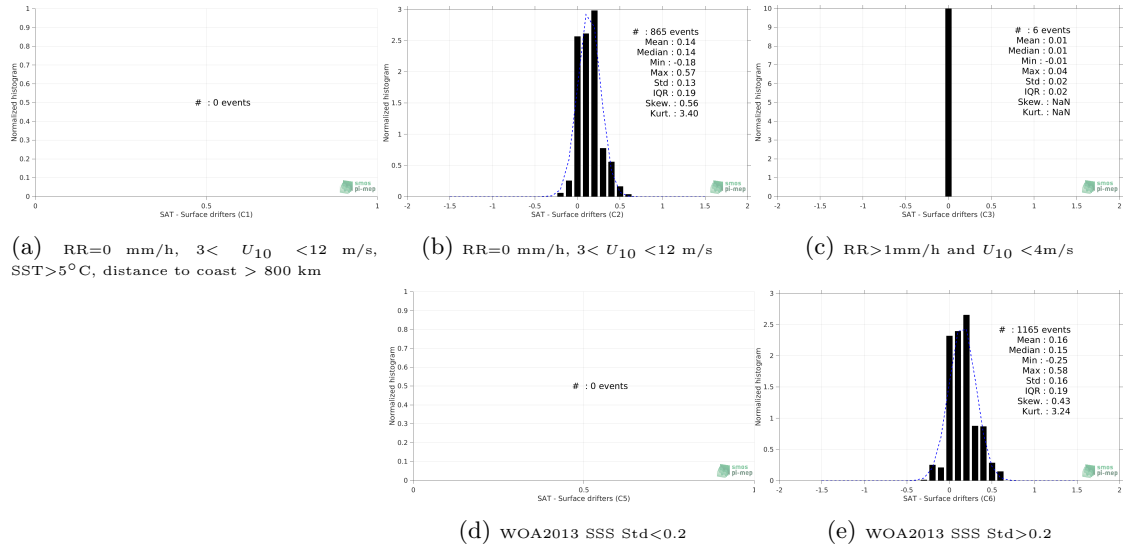 1
0.9
0.8
0.7
0.6
0.5
0.4
0.3
0.2
0.1
0
Normalized histogram
# : 0 events
0 0.5 1
SAT - Surface drifters (C1)
smos
pi-mep
(a) RR=0 mm/h, 3< U10 <12 m/s,
SST>5°C, distance to coast > 800 km
3
2.5
2
1.5
1
0.5
0
Normalized histogram
# : 865 events
Mean : 0.14
Median : 0.14
Min : -0.18
Max : 0.57
Std : 0.13
IQR : 0.19
Skew. : 0.56
Kurt. : 3.40
-2 -1.5 -1 -0.5 0 0.5 1 1.5 2
SAT - Surface drifters (C2)
smos
pi-mep
(b) RR=0 mm/h, 3< U10 <12 m/s
10
9
8
7
6
5
4
3
2
1
0
Normalized histogram
# : 6 events
Mean : 0.01
Median : 0.01
Min : -0.01
Max : 0.04
Std : 0.02
IQR : 0.02
Skew. : NaN
Kurt. : NaN
-2 -1.5 -1 -0.5 0 0.5 1 1.5 2
SAT - Surface drifters (C3)
smos
pi-mep
(c) RR>1mm/h and U10 <4m/s
1
0.9
0.8
0.7
0.6
0.5
0.4
0.3
0.2
0.1
0
Normalized histogram
# : 0 events
0 0.5 1
SAT - Surface drifters (C5)
smos
pi-mep
(d) WOA2013 SSS Std<0.2
3
2.5
2
1.5
1
0.5
0
Normalized histogram
# : 1165 events
Mean : 0.16
Median : 0.15
Min : -0.25
Max : 0.58
Std : 0.16
IQR : 0.19
Skew. : 0.43
Kurt. : 3.24
-2 -1.5 -1 -0.5 0 0.5 1 1.5 2
SAT - Surface drifters (C6)
smos
pi-mep
(e) WOA2013 SSS Std>0.2